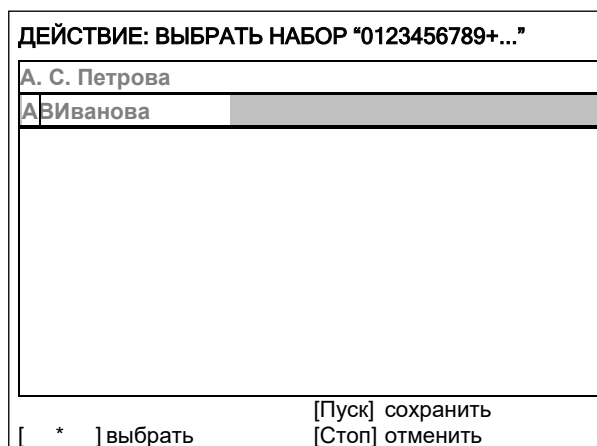 ДЕЙСТВИЕ: ВЫБРАТЬ НАБОР “0123456789+...”
А. С. Петрова
АВИванова
[Пуск] сохранить
[ * ] выбрать [Стоп] отменить